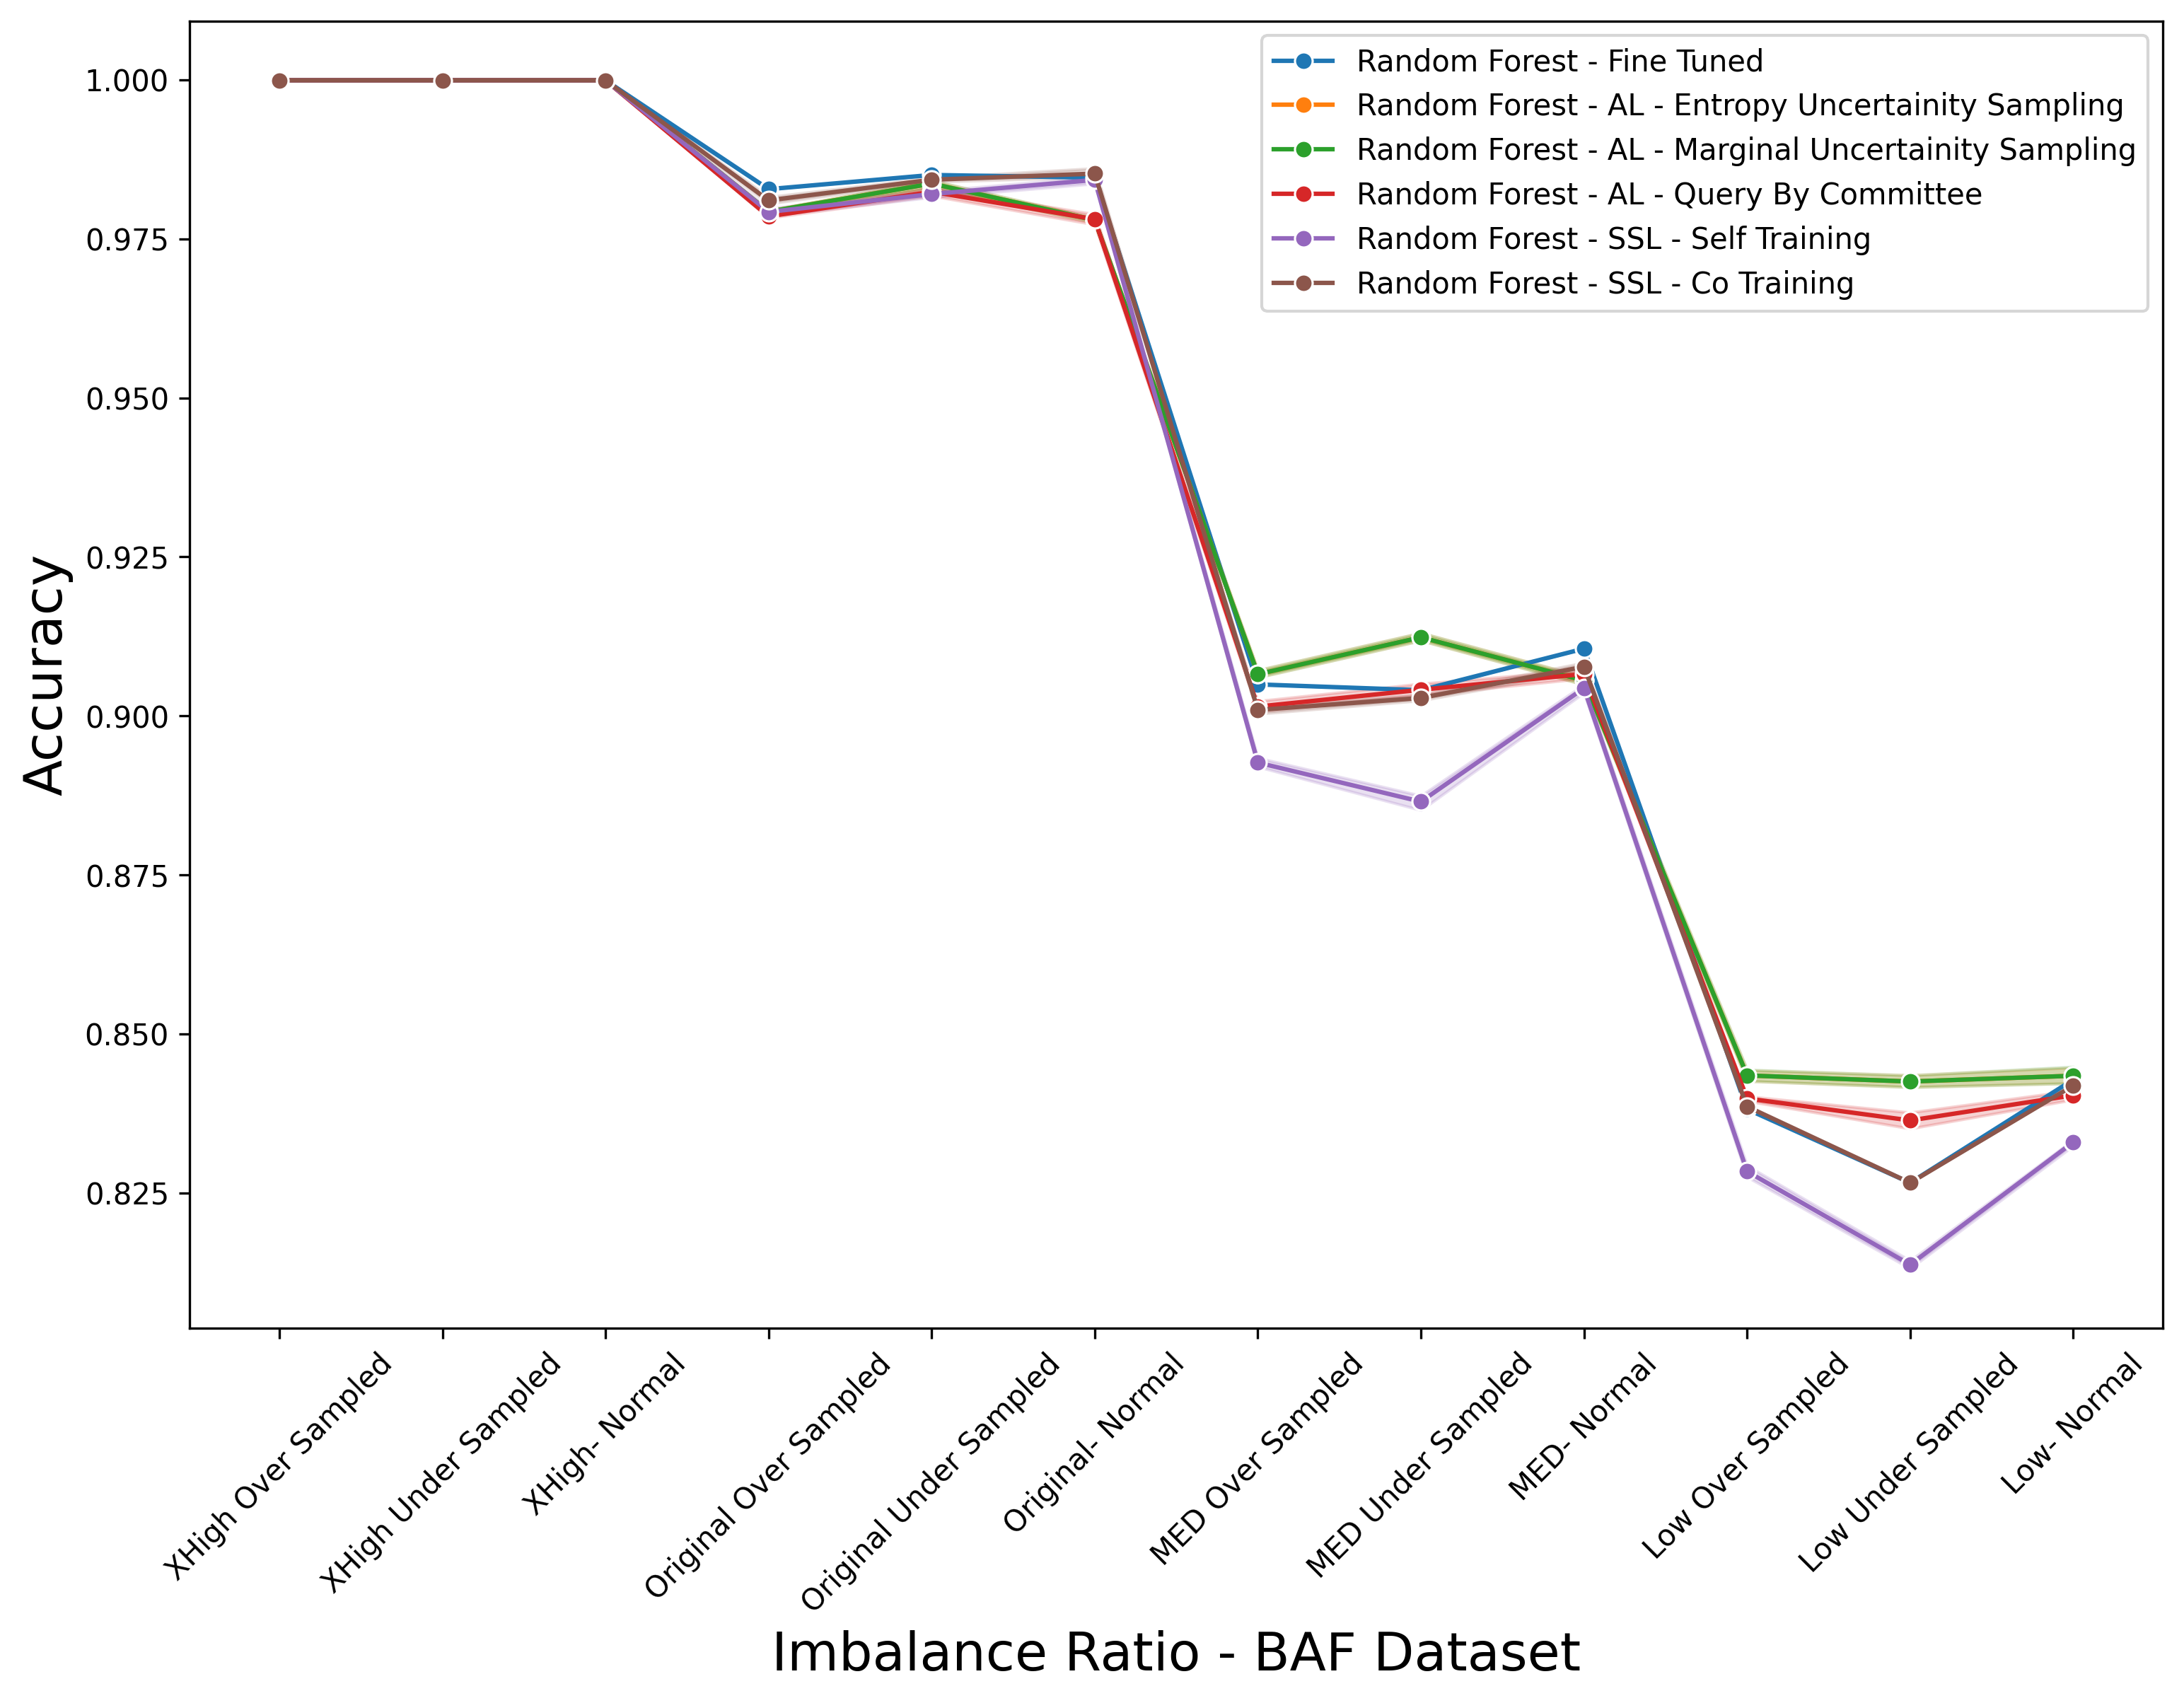 Random Forest - Fine Tuned
Random Forest - AL - Entropy Uncertainity Sampling
Random Forest - AL - Marginal Uncertainity Sampling
Random Forest - AL - Query By Committee
Random Forest - SSL - Self Training
Random Forest - SSL - Co Training
Accuracy
1.000
0.975
0.950
0.925
0.900
0.875
0.850
0.825
XHigh Over Sampled
XHigh Under Sampled
XHigh- Normal
Original Over Sampled
Original Under Sampled
Original- Normal
MED Over Sampled
MED Under Sampled
MED- Normal
Low Over Sampled
Low Under Sampled
Low- Normal
Imbalance Ratio - BAF Dataset